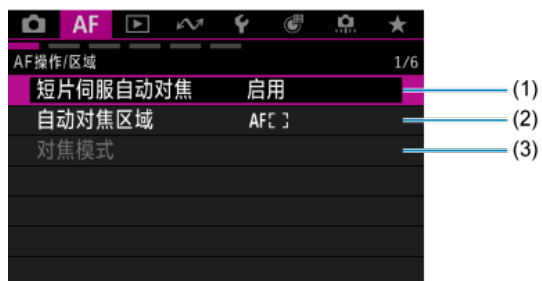 AF
AF操作/区域 1/6
短片伺服自动对焦 启用 (1)
自动对焦区域 AF[ ] (2)
对焦模式 (3)